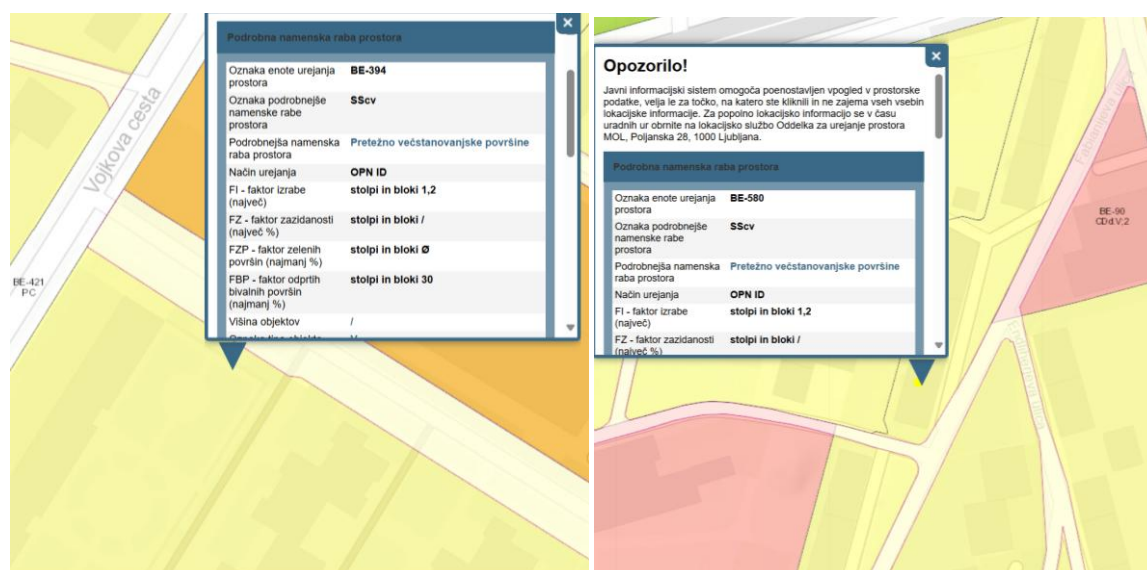 Podrobna namenska raba prostora
Oznaka enote urejanja BE-394
prostora
Oznaka podrobnejše SScv
namenske rabe
prostora
Podrobnejša namenska Pretežno večstanovanjske površine
raba prostora
Način urejanja OPN ID
FI - faktor izrabe stolpi in bloki 1,2
(največ)
FZ - faktor zazidanosti stolpi in bloki /
(največ %)
FZP - faktor zelenih stolpi in bloki Ø
površin (najmanj %)
FBP - faktor odprtih stolpi in bloki 30
bivalnih površin
(najmanj %)
Višina objektov /
Vojkova cesta
BE-421
PC
Opozorilo!
Javni informacijski sistem omogoča poenostavljen vpogled v prostorske
podatke, velja le za točko, na katero ste kliknili in ne zajema vseh vsebin
lokacijske informacije. Za popolno lokacijsko informacijo se v času
uradnih ur obrnite na lokacijsko službo Oddelka za urejanje prostora
MOL, Poljanska 28, 1000 Ljubljana.
Podrobna namenska raba prostora
Oznaka enote urejanja BE-580
prostora
Oznaka podrobnejše SScv
namenske rabe
prostora
Podrobnejša namenska Pretežno večstanovanjske površine
raba prostora
Način urejanja OPN ID
FI - faktor izrabe stolpi in bloki 1,2
(največ)
FZ - faktor zazidanosti stolpi in bloki /
(največ %)
Fabianijeva ulica
BE-90
CDd;V;2